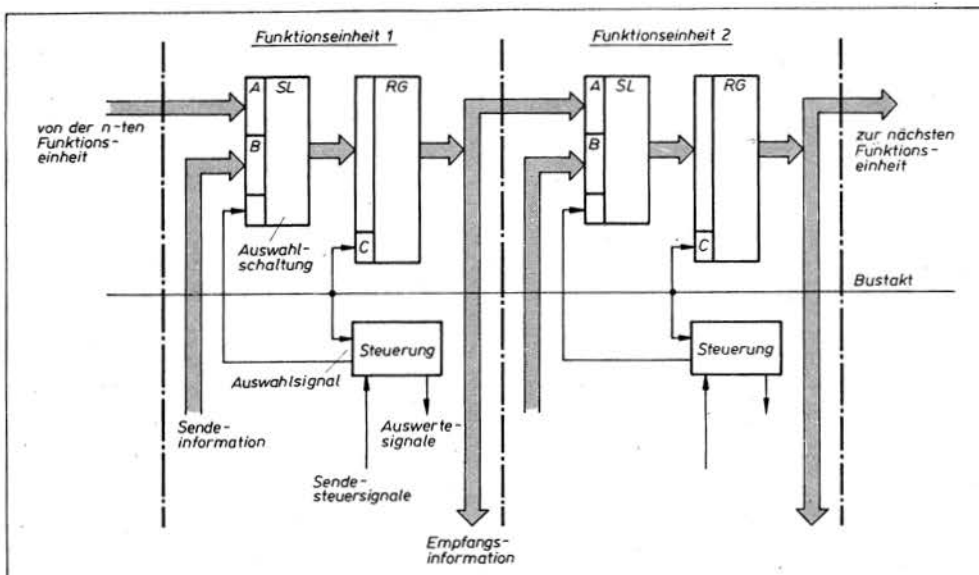 Funktionseinheit 1
Funktionseinheit 2
A
SL
RG
A
SL
RG
von der n-ten
Funktions-
einheit
B
B
zur nächsten
Funktions-
einheit
C
C
Auswahl-
schaltung
Bustakt
Steuerung
Steuerung
Auswahlsignal
Sende-
information
Auswerte-
signale
Sende-
steuersignale
Empfangs-
information